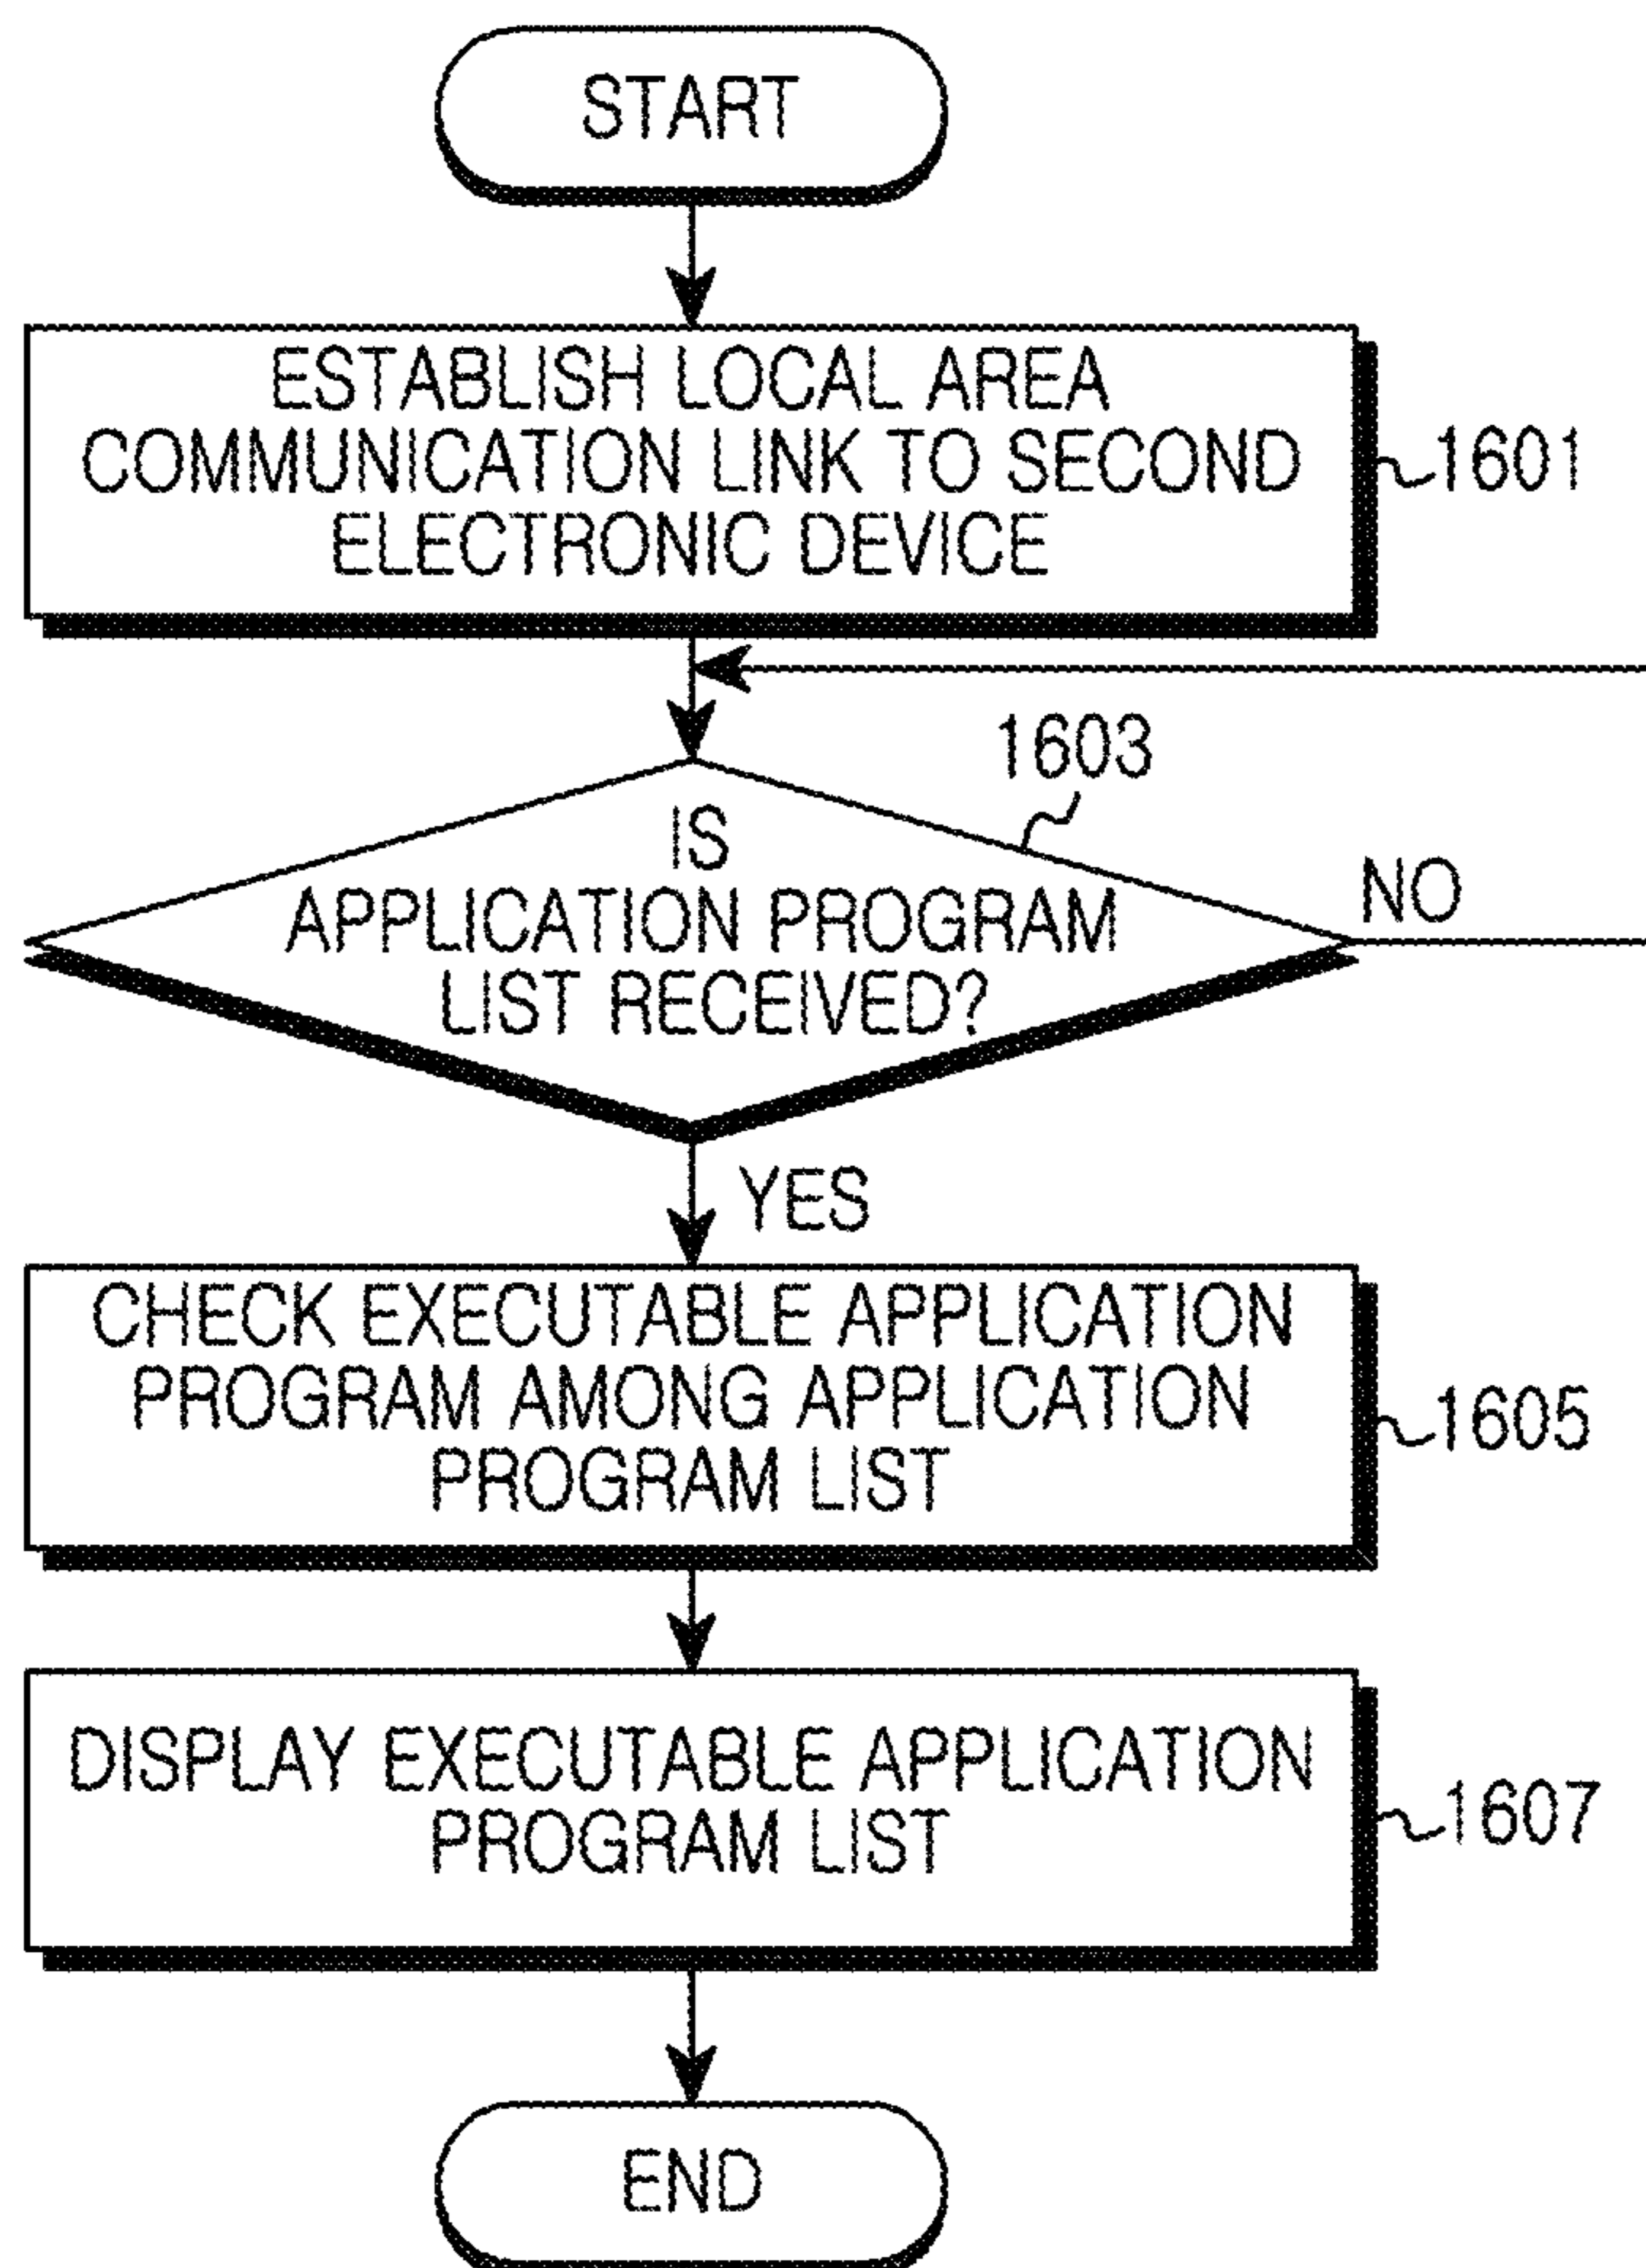 START
ESTABLISH LOCAL AREA
COMMUNICATION LINK TO SECOND
ELECTRONIC DEVICE
1601
1603
IS
APPLICATION PROGRAM
LIST RECEIVED?
NO
YES
CHECK EXECUTABLE APPLICATION
PROGRAM AMONG APPLICATION
PROGRAM LIST
1605
DISPLAY EXECUTABLE APPLICATION
PROGRAM LIST
1607
END